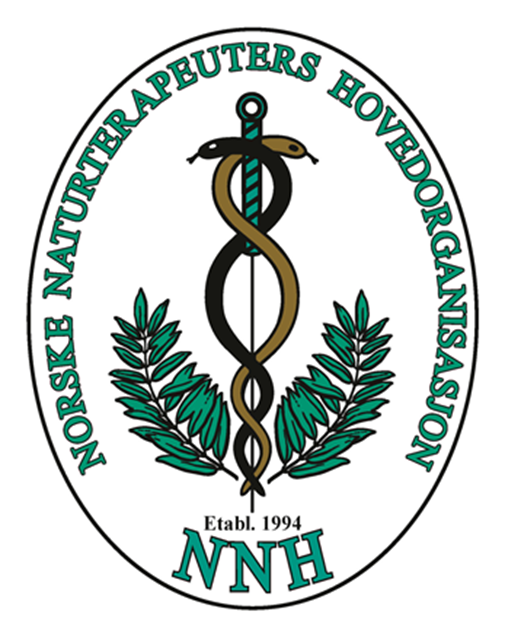 NORSKE NATURTERAPEUTERS HOVEDORGANISASJON
Etabl. 1994
NNH